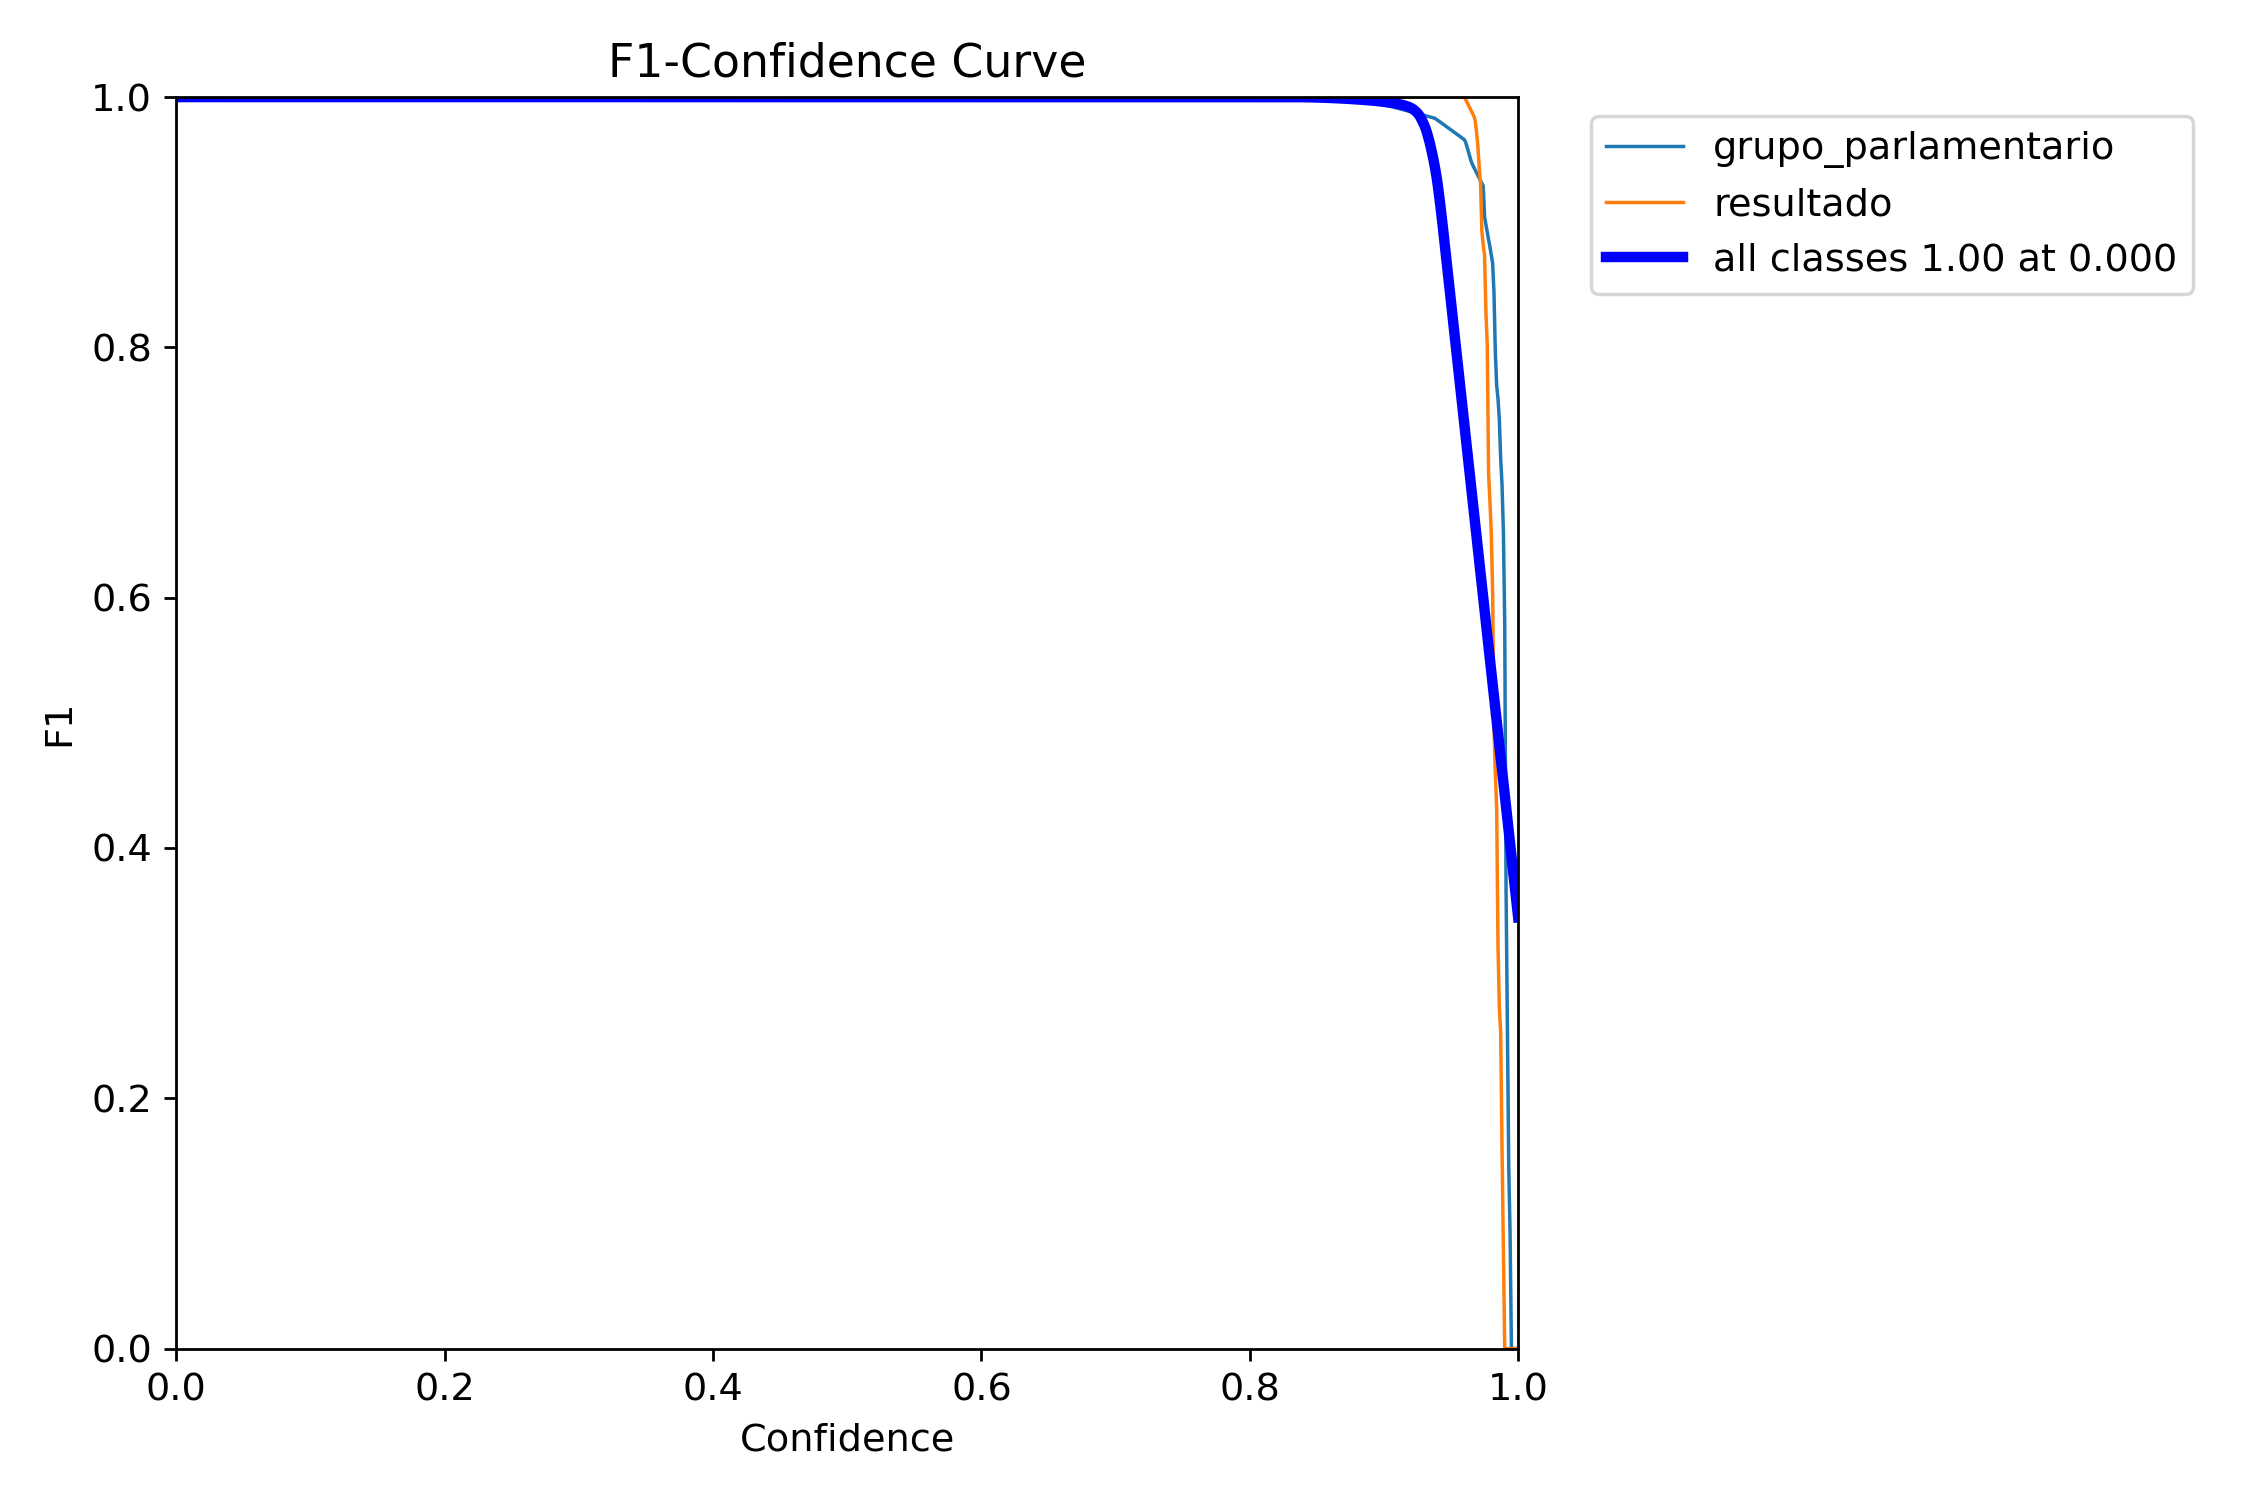 F1-Confidence Curve
1.0
0.8
0.6
0.4
0.2
0.0
F1
0.0 0.2 0.4 0.6 0.8 1.0
Confidence
grupo_parlamentario
resultado
all classes 1.00 at 0.000